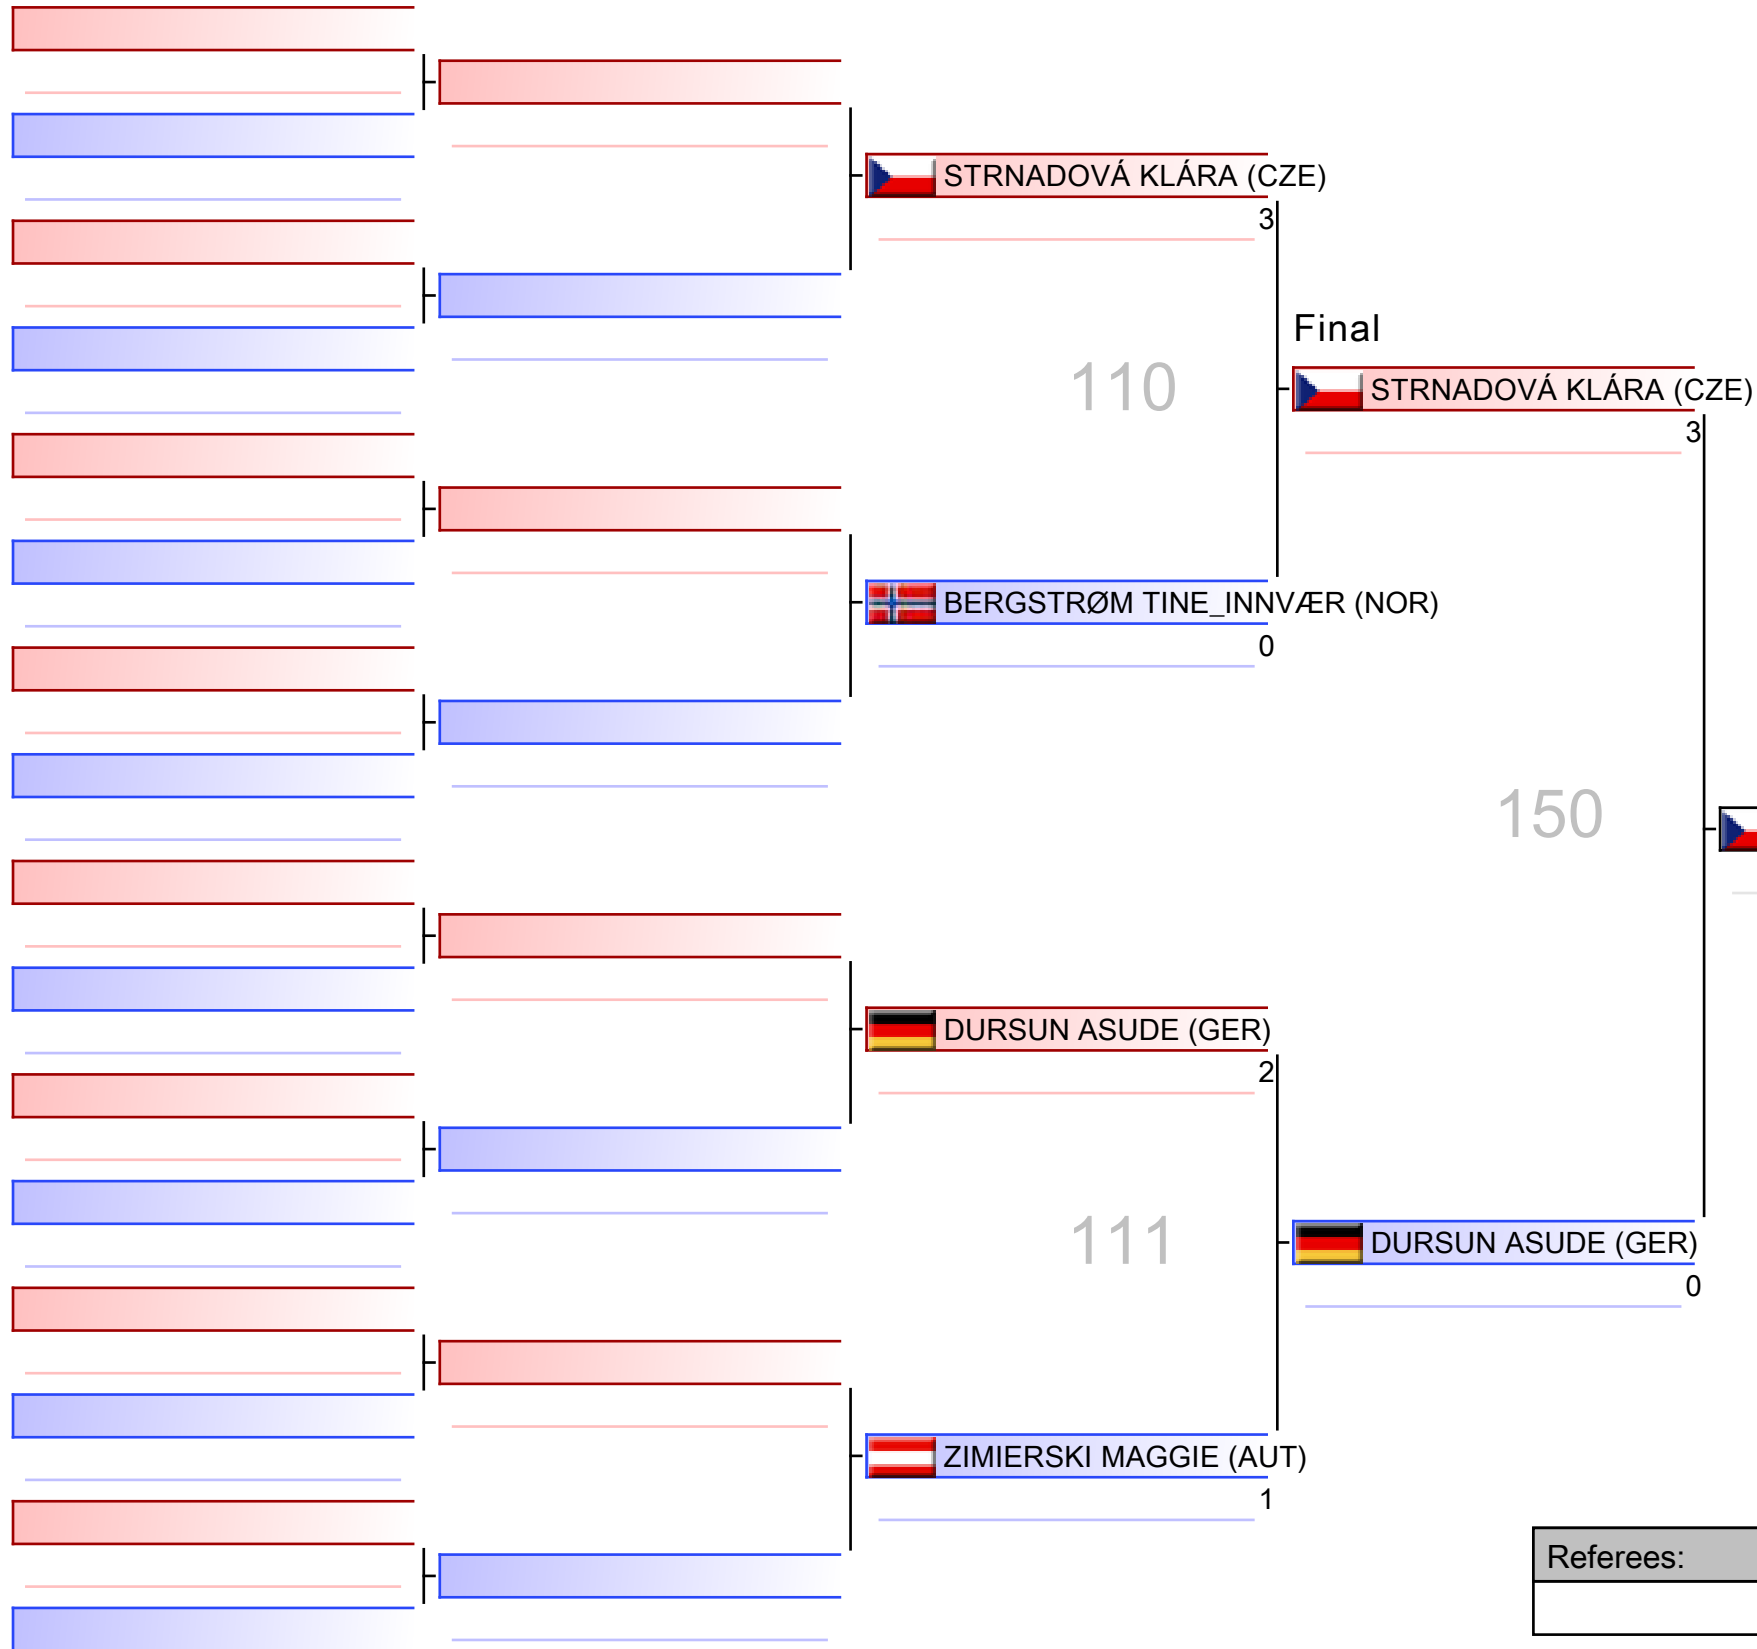 STRNADOVÁ KLÁRA (CZE)
3
Final
110
STRNADOVÁ KLÁRA (CZE)
3
BERGSTRØM TINE_INNVÆR (NOR)
0
150
DURSUN ASUDE (GER)
2
111
DURSUN ASUDE (GER)
0
ZIMIERSKI MAGGIE (AUT)
1
Referees: